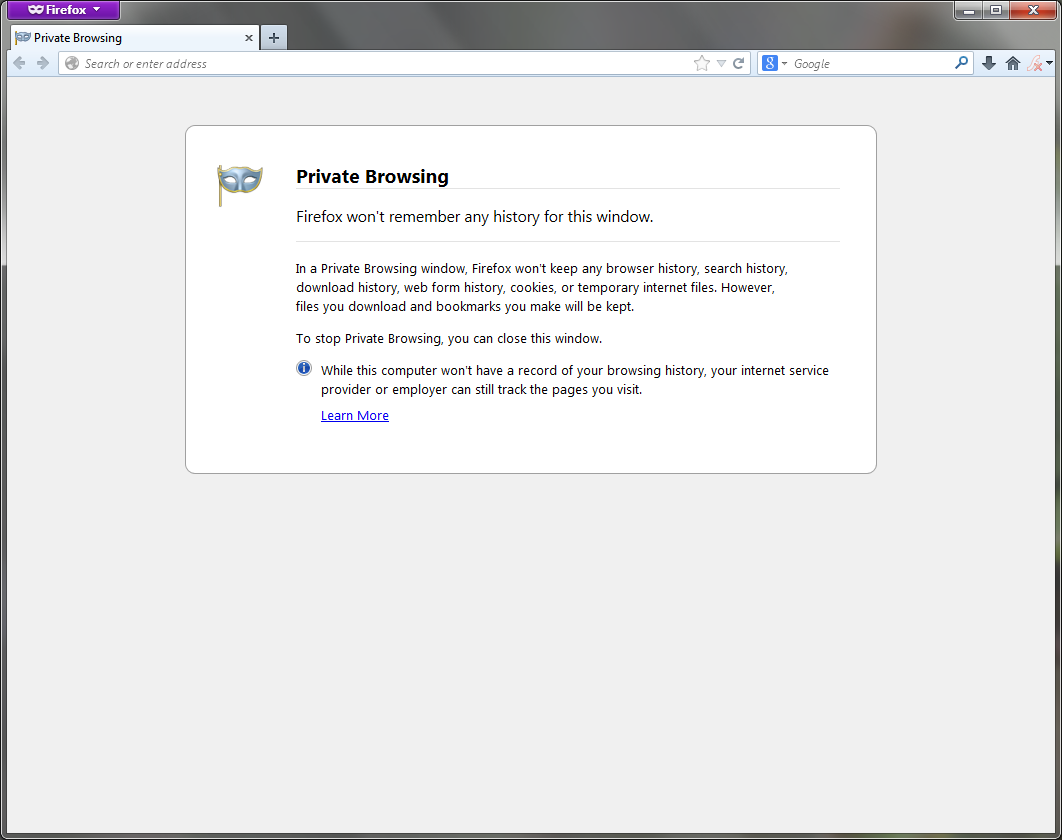 Firefox
Private Browsing
Search or enter address
8 Google
Private Browsing
Firefox won't remember any history for this window.
In a Private Browsing window, Firefox won't keep any browser history, search history,
download history, web form history, cookies, or temporary internet files. However,
files you download and bookmarks you make will be kept.
To stop Private Browsing, you can close this window.
While this computer won't have a record of your browsing history, your internet service
provider or employer can still track the pages you visit.
Learn More